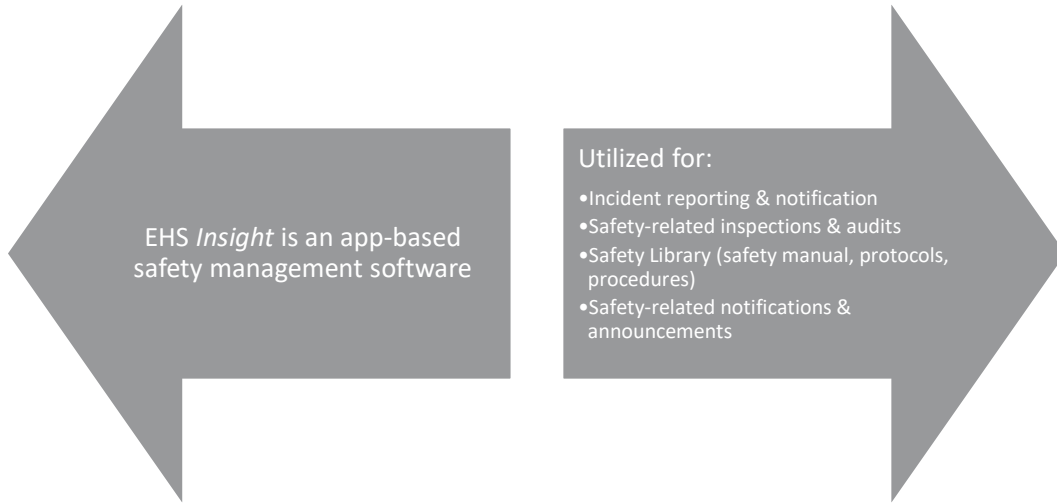 EHS Insight is an app-based
safety management software
Utilized for:
•Incident reporting & notification
•Safety-related inspections & audits
•Safety Library (safety manual, protocols,
procedures)
•Safety-related notifications &
announcements